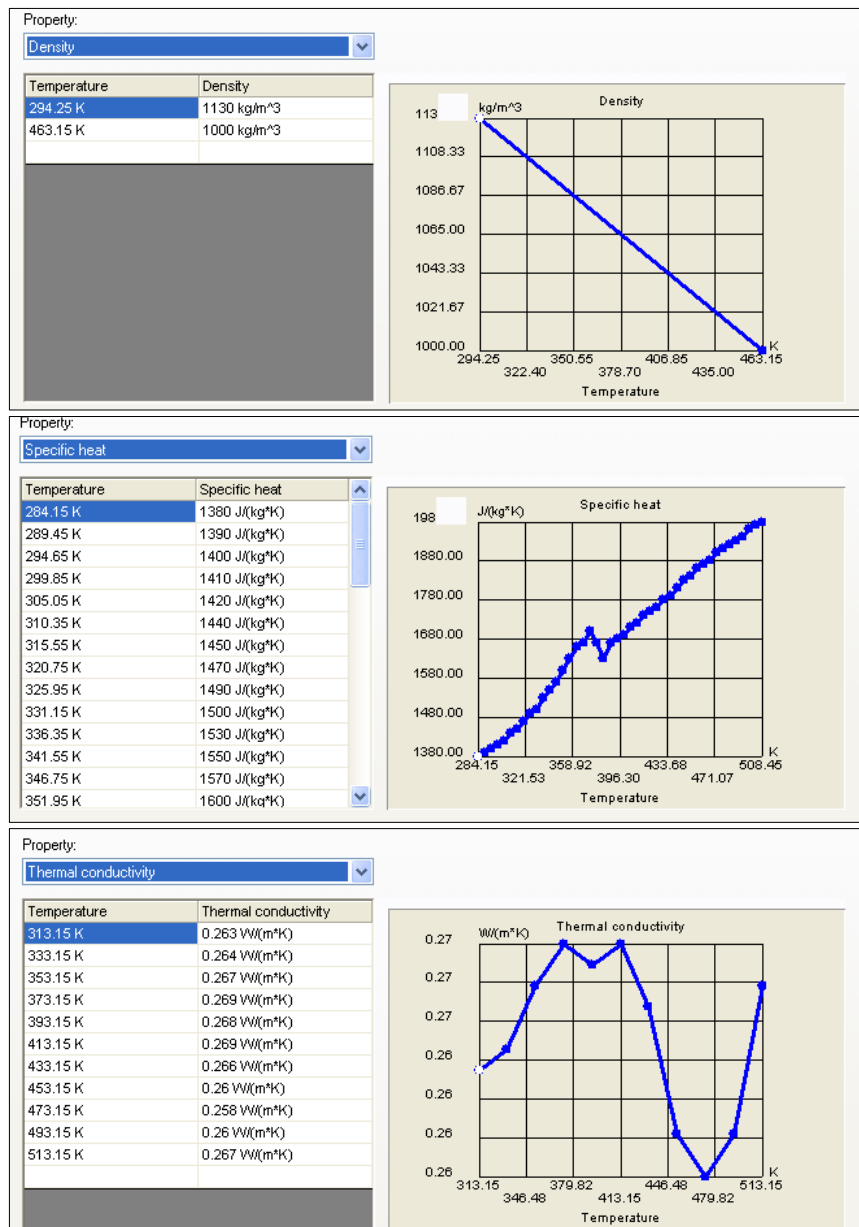 Property:
Density
Temperature Density
294.25 K 1130 kg/m^3
463.15 K 1000 kg/m^3
kg/m^3 Density
113
1108.33
1086.67
1065.00
1043.33
1021.67
1000.00
K
294.25 350.55 406.85 463.15
322.40 378.70 435.00
Temperature
Property:
Specific heat
Temperature Specific heat
284.15 K 1380 J/(kg*K)
289.45 K 1390 J/(kg*K)
294.65 K 1400 J/(kg*K)
299.85 K 1410 J/(kg*K)
305.05 K 1420 J/(kg*K)
310.35 K 1440 J/(kg*K)
315.55 K 1450 J/(kg*K)
320.75 K 1470 J/(kg*K)
325.95 K 1490 J/(kg*K)
331.15 K 1500 J/(kg*K)
336.35 K 1530 J/(kg*K)
341.55 K 1550 J/(kg*K)
346.75 K 1570 J/(kg*K)
351.95 K 1600 J/(kg*K)
J/(kg*K) Specific heat
198
1880.00
1780.00
1680.00
1580.00
1480.00
1380.00
K
284.15 358.92 433.68 508.45
321.53 396.30 471.07
Temperature
Property:
Thermal conductivity
Temperature Thermal conductivity
313.15 K 0.263 W/(m*K)
333.15 K 0.264 W/(m*K)
353.15 K 0.267 W/(m*K)
373.15 K 0.269 W/(m*K)
393.15 K 0.268 W/(m*K)
413.15 K 0.269 W/(m*K)
433.15 K 0.266 W/(m*K)
453.15 K 0.26 W/(m*K)
473.15 K 0.258 W/(m*K)
493.15 K 0.26 W/(m*K)
513.15 K 0.267 W/(m*K)
W/(m*K) Thermal conductivity
0.27
0.27
0.27
0.26
0.26
0.26
0.26
K
313.15 379.82 446.48 513.15
346.48 413.15 479.82
Temperature